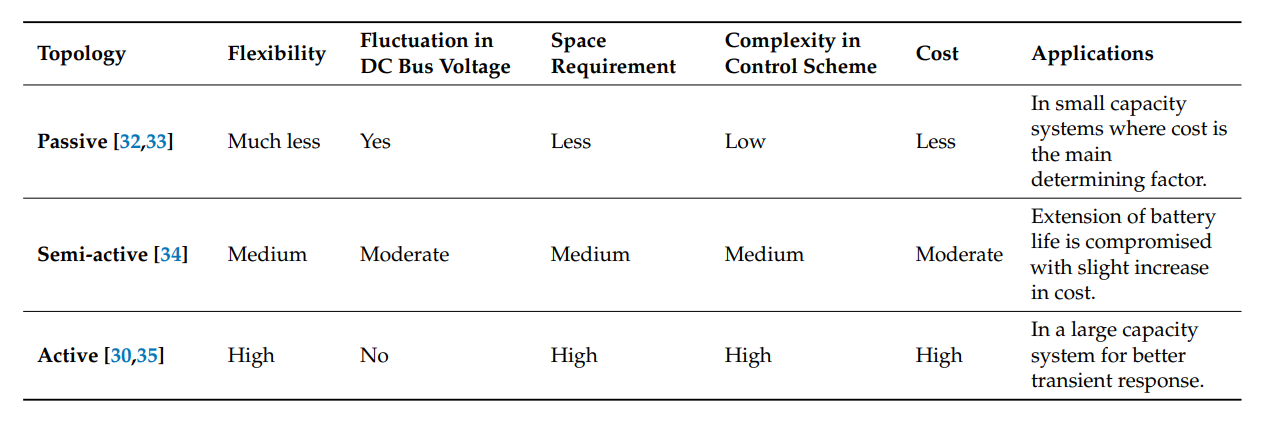 Topology Flexibility Fluctuation in DC Bus Voltage Space Requirement Complexity in Control Scheme Cost Applications
Passive [32,33] Much less Yes Less Low Less In small capacity
systems where cost is
the main
determining factor.
Semi-active [34] Medium Moderate Medium Medium Moderate Extension of battery
life is compromised
with slight increase
in cost.
Active [30,35] High No High High High In a large capacity
system for better
transient response.